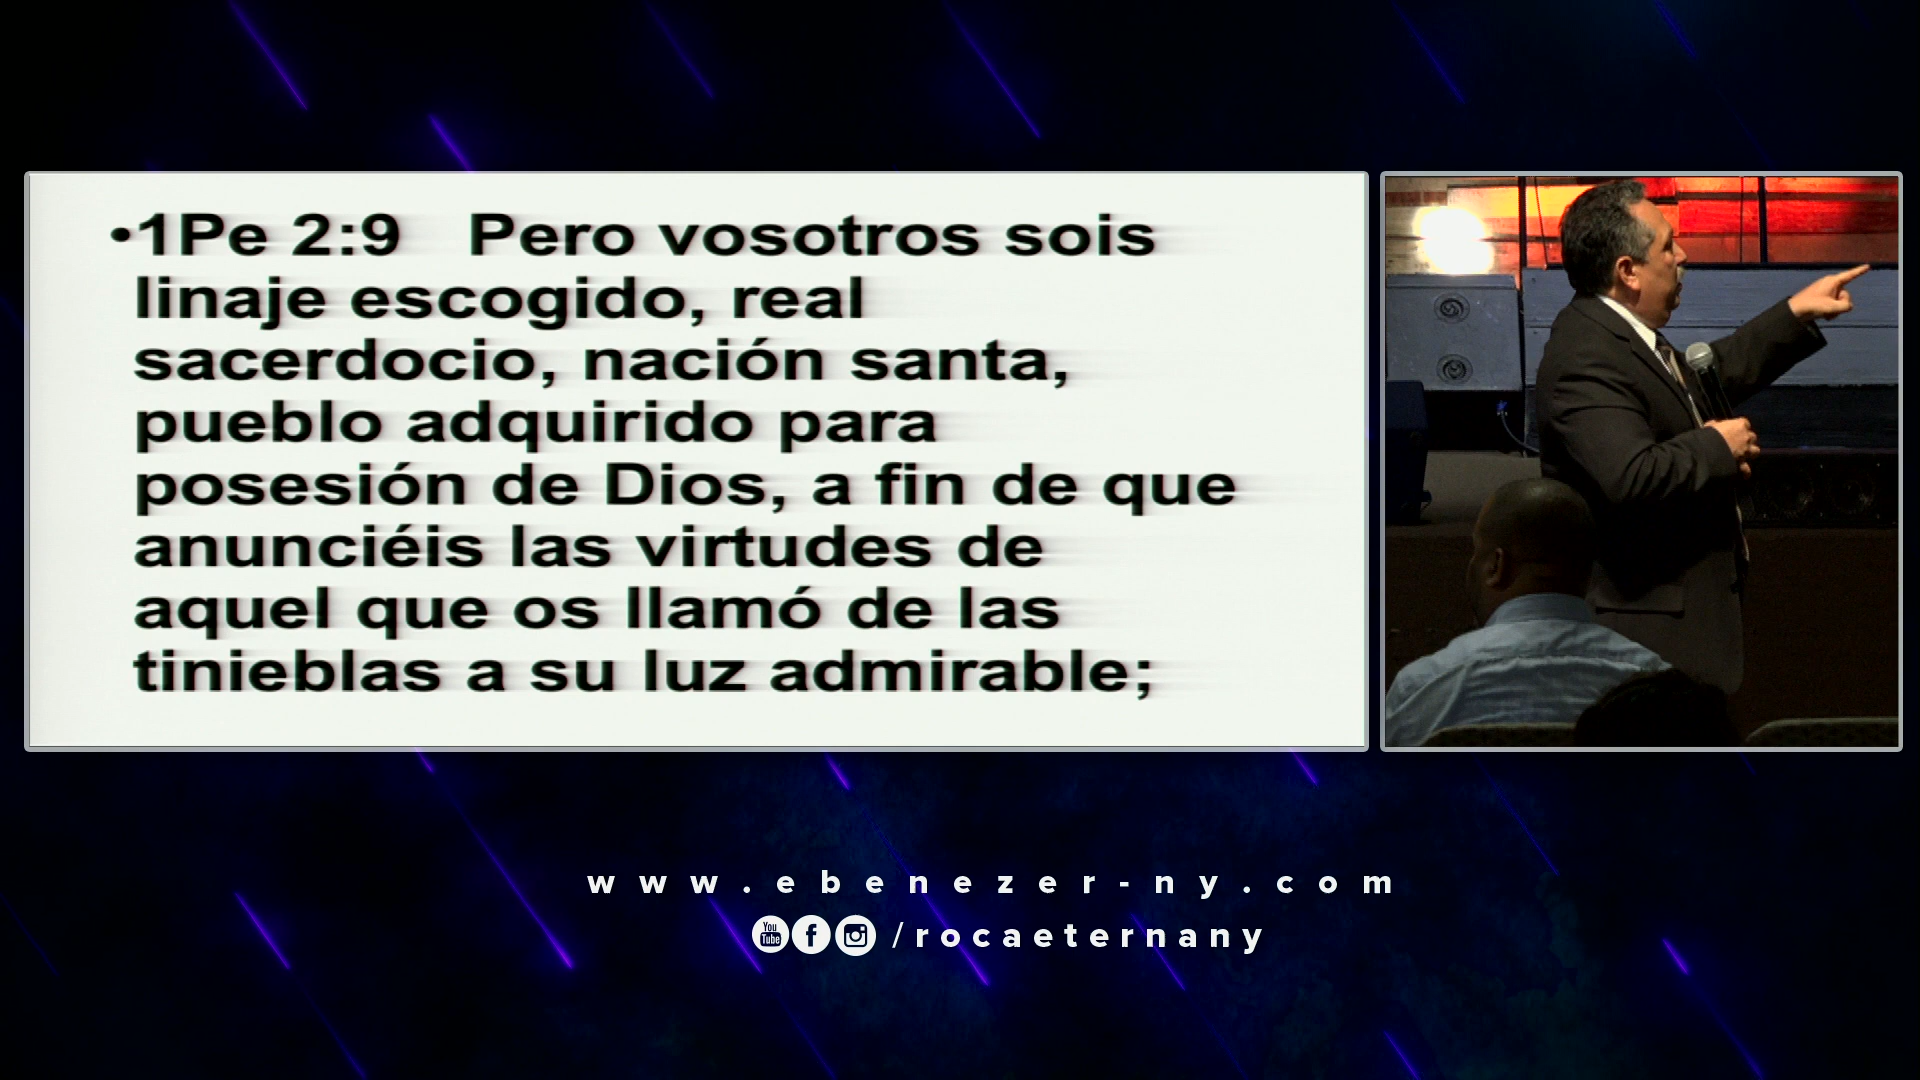 •1Pe 2:9 Pero vosotros sois
linaje escogido, real
sacerdocio, nación santa,
pueblo adquirido para
posesión de Dios, a fin de que
anunciéis las virtudes de
aquel que os llamó de las
tinieblas a su luz admirable;
www.ebenezer-ny.com
You Tube f /rocaeternany